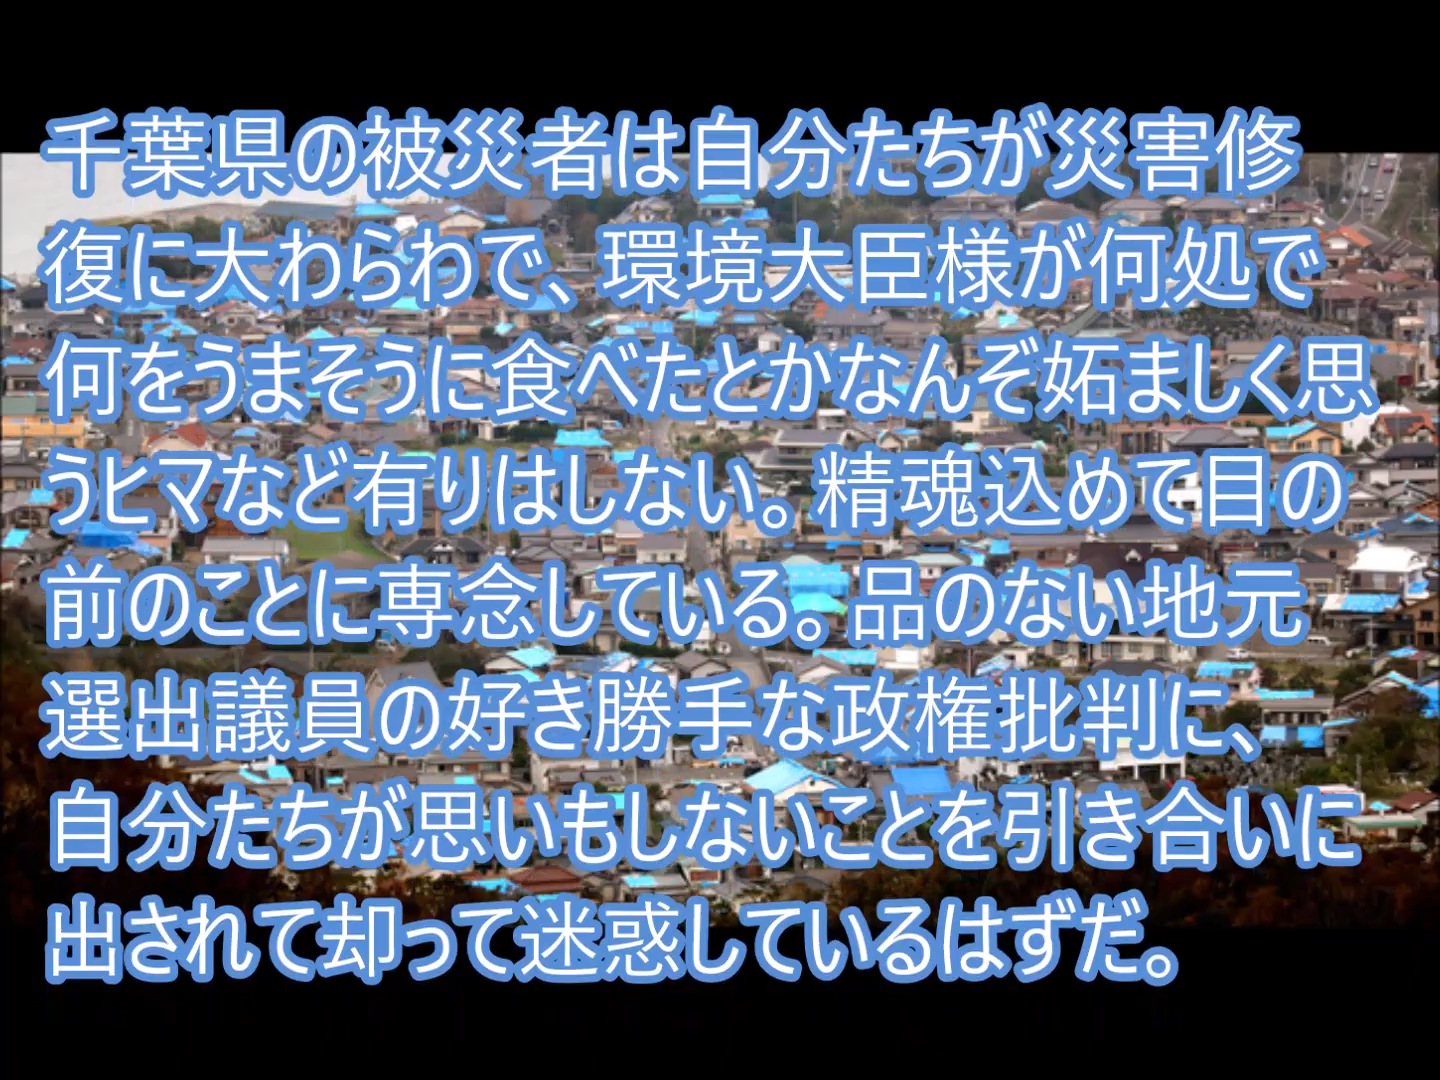 千葉県の被災者は自分たちが災害修
復に大わらわで、環境大臣様が何処で
何をうまそうに食べたとかなんぞ妬ましく思
うヒマなど有りはしない。精魂込めて目の
前のことに専念している。品のない地元
選出議員の好き勝手な政権批判に、
自分たちが思いもしないことを引き合いに
出されて却って迷惑しているはずだ。